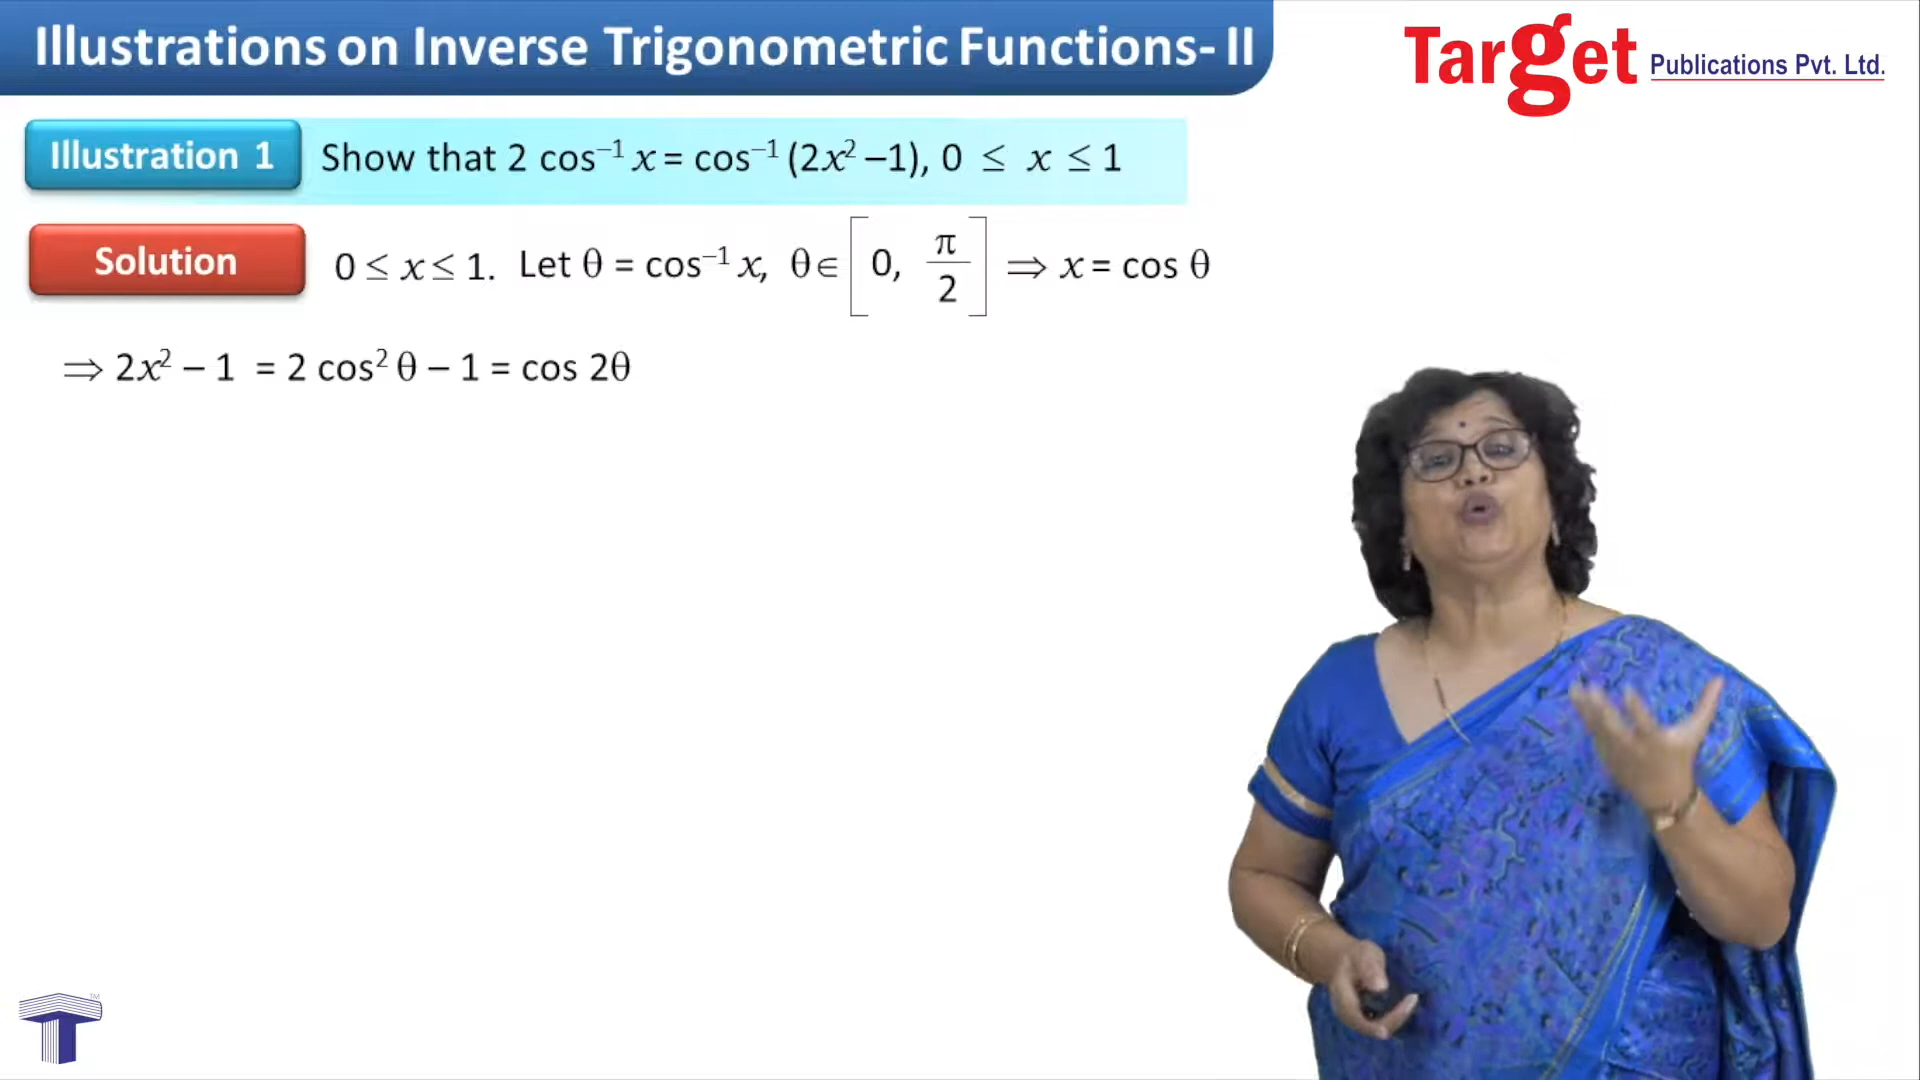 Illustrations on Inverse Trigonometric Functions- II
Target Publications Pvt. Ltd.
Illustration 1 Show that 2 cos⁻¹ x = cos⁻¹ (2x² –1), 0 ≤ x ≤ 1
Solution 0 ≤ x ≤ 1. Let θ = cos⁻¹ x, θ ∈ [0, π/2] ⇒ x = cos θ
⇒ 2x² – 1 = 2 cos² θ – 1 = cos 2θ
TM